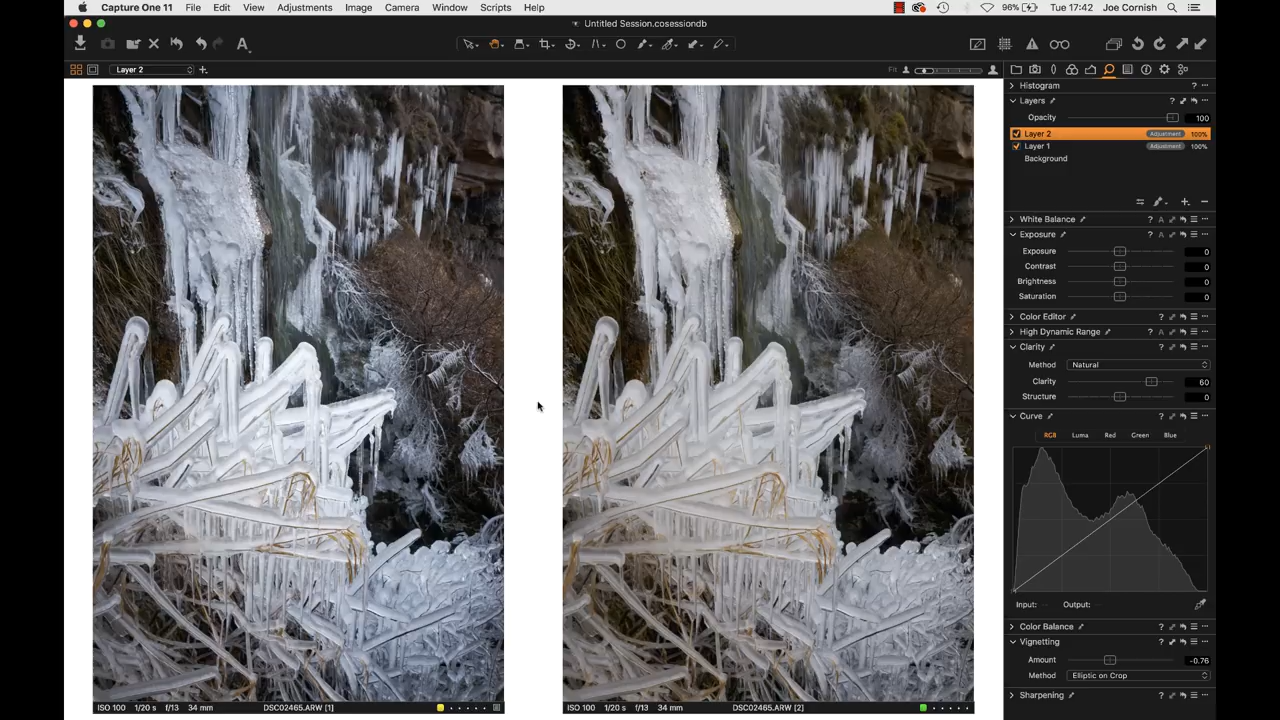 Capture One 11 File Edit View Adjustments Image Camera Window Scripts Help 96% Tue 17:42 Joe Cornish
Untitled Session.cosessiondb
Layer 2 Fit
Histogram
Layers
Opacity 100
Layer 2 Adjustment 100%
Layer 1 Adjustment 100%
Background
White Balance
Exposure
Exposure 0
Contrast 0
Brightness 0
Saturation 0
Color Editor
High Dynamic Range
Clarity
Method Natural
Clarity 60
Structure 0
Curve
RGB Luma Red Green Blue
Input: Output:
Color Balance
Vignetting
Amount -0.76
Method Elliptic on Crop
Sharpening
ISO 100 1/20 s f/13 34 mm DSC02465.ARW [1]
ISO 100 1/20 s f/13 34 mm DSC02465.ARW [2]